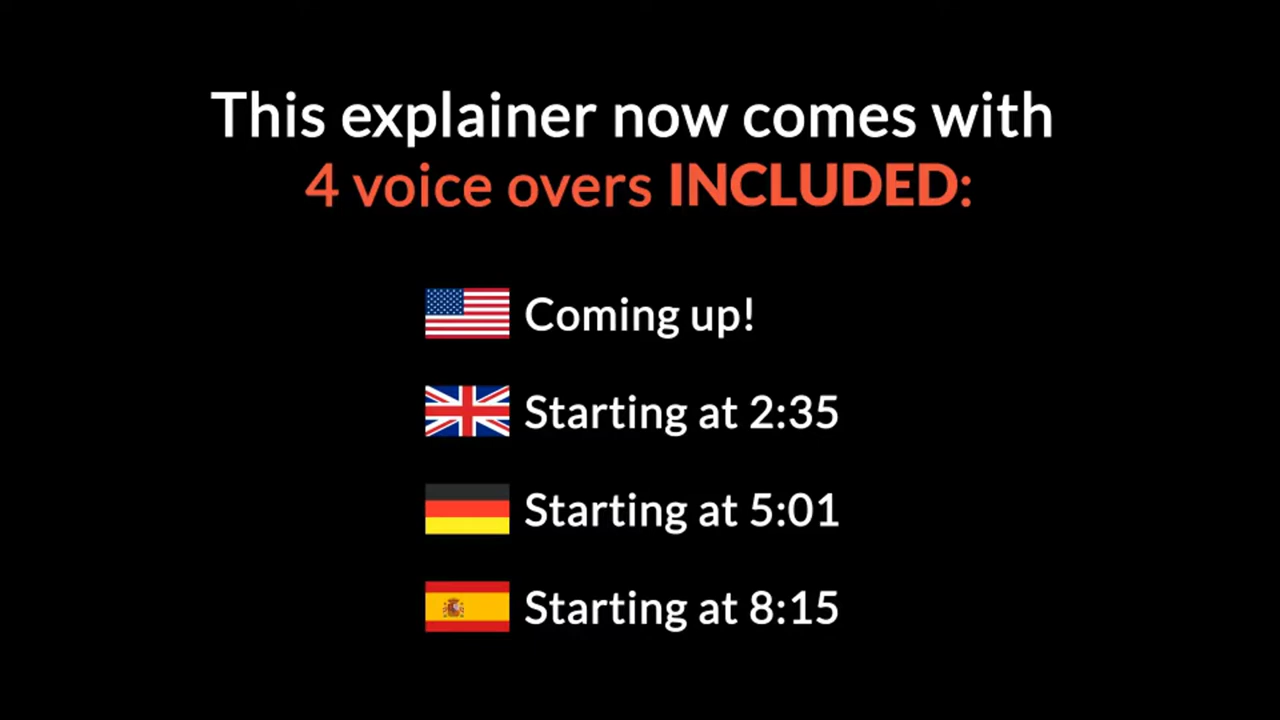 This explainer now comes with
4 voice overs INCLUDED:
Coming up!
Starting at 2:35
Starting at 5:01
Starting at 8:15